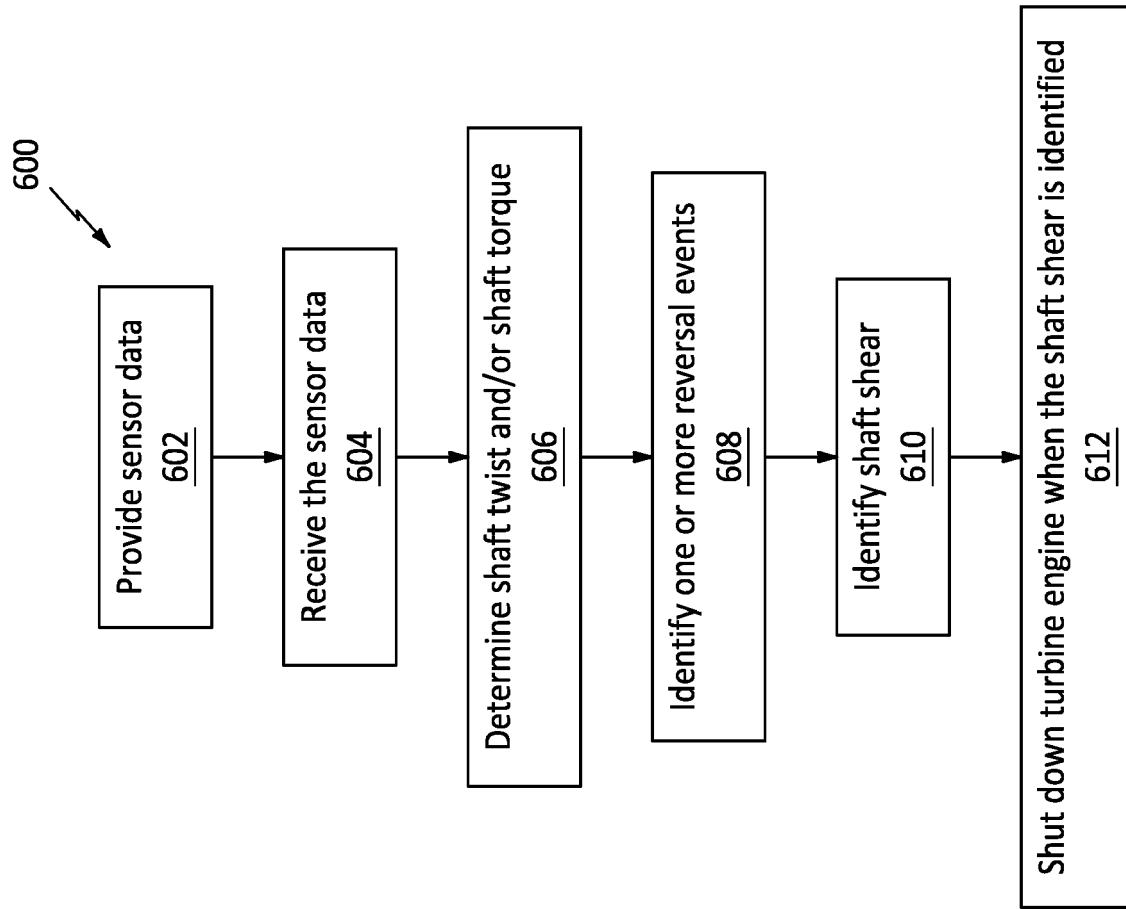 600
Provide sensor data
602
Receive the sensor data
604
Determine shaft twist and/or shaft torque
606
Identify one or more reversal events
608
Identify shaft shear
610
Shut down turbine engine when the shaft shear is identified
612